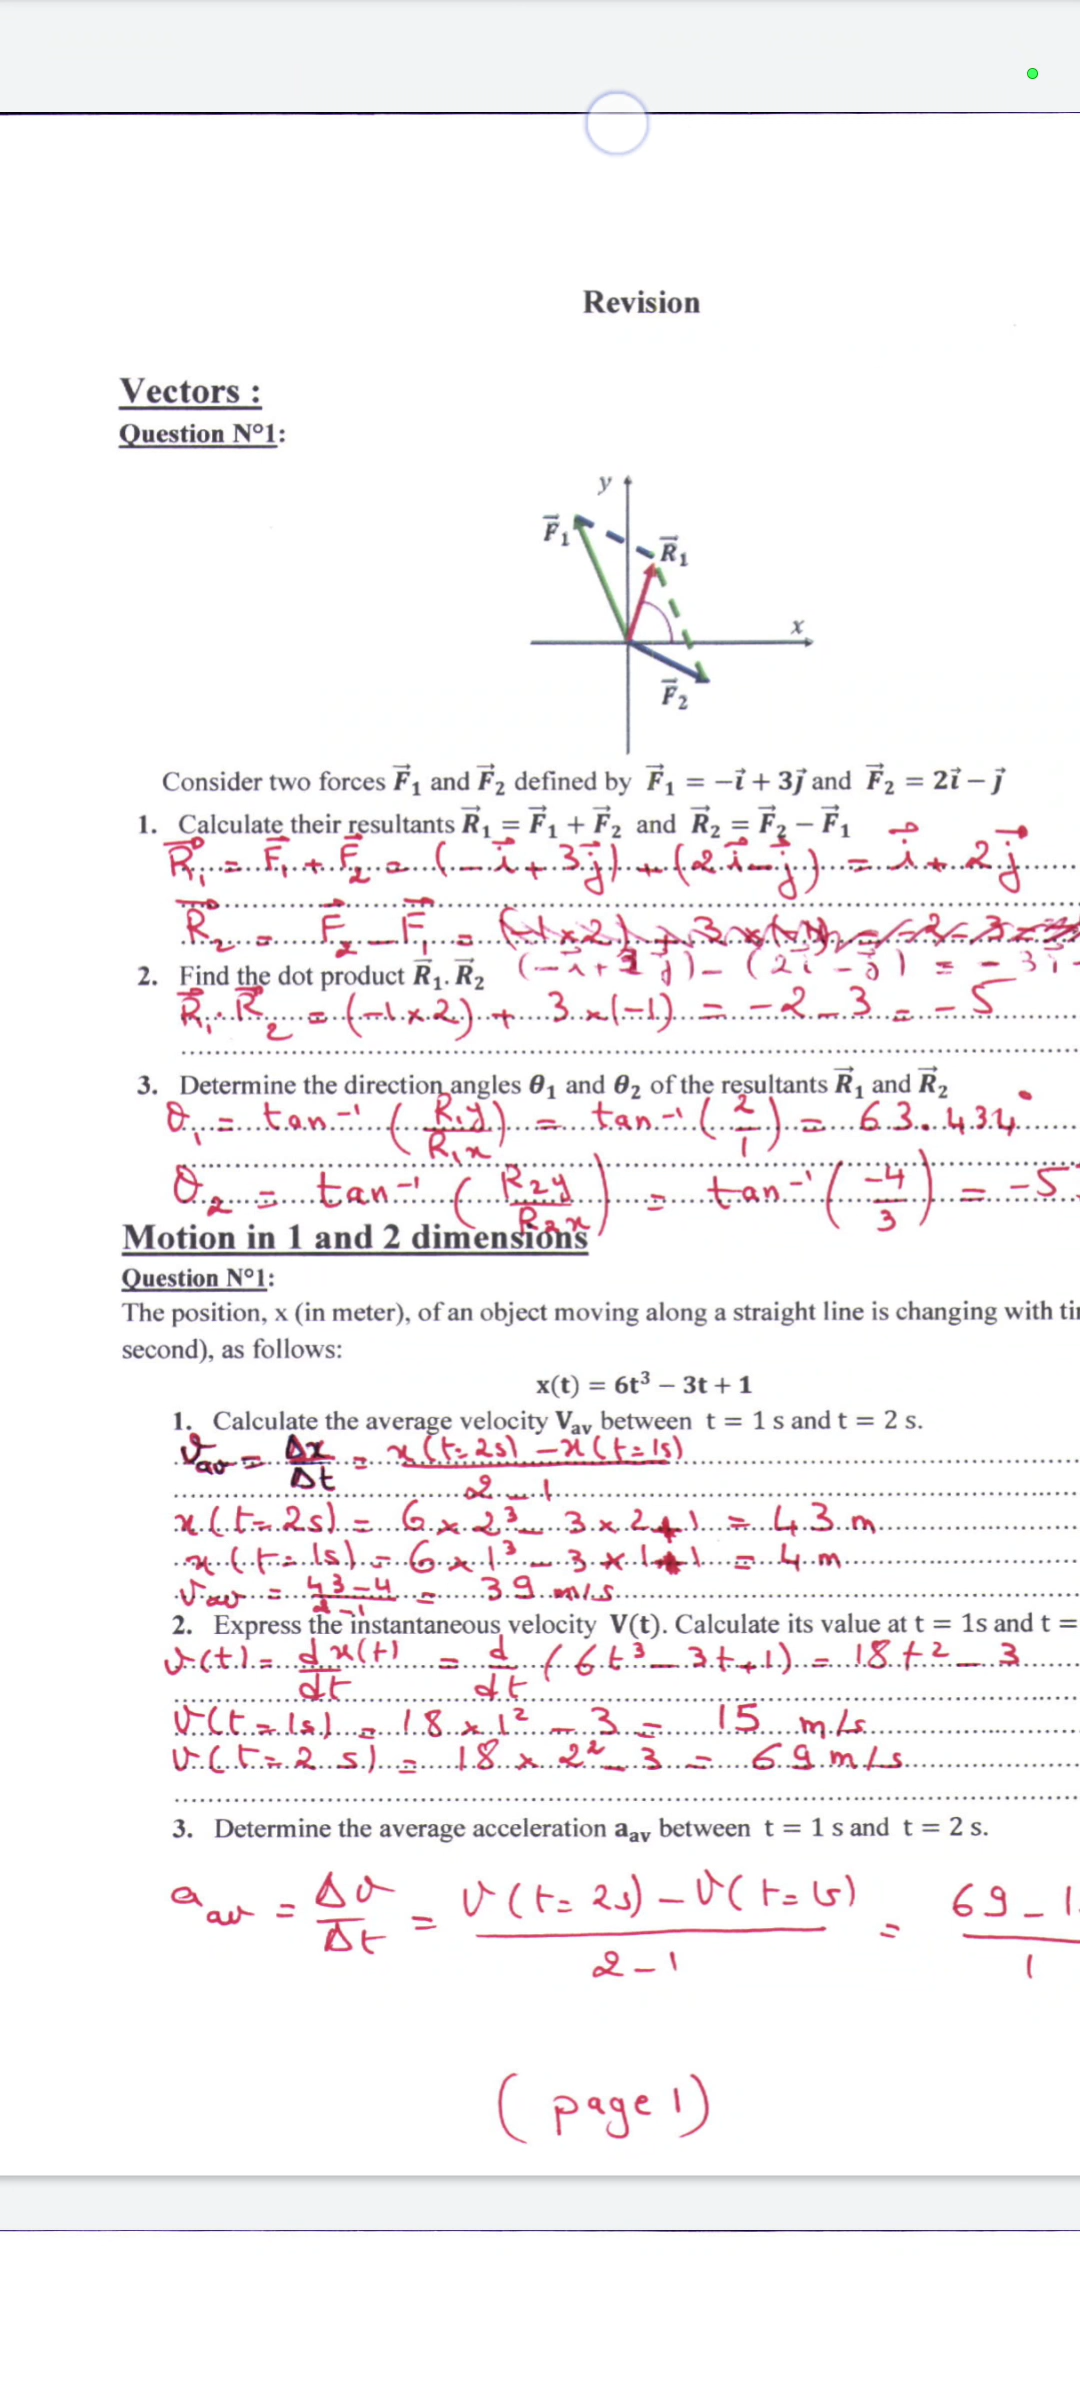 Revision
Vectors :
Question N°1:
y
F⃗₁
R⃗₁
x
F⃗₂
Consider two forces F⃗₁ and F⃗₂ defined by F⃗₁ = −i⃗ + 3j⃗ and F⃗₂ = 2i⃗ − j⃗
1. Calculate their resultants R⃗₁ = F⃗₁ + F⃗₂ and R⃗₂ = F⃗₂ − F⃗₁
R⃗₁ = F⃗₁ + F⃗₂ = (−i⃗ + 3j⃗) + (2i⃗ − j⃗) = i⃗ + 2j⃗
R⃗₂ = F⃗₂ − F⃗₁ =
(−i + 3j) − (2i − j) = −3i −
2. Find the dot product R⃗₁. R⃗₂
R⃗₁.R⃗₂ = (−1×2) + 3×(−1) = −2−3 = −5
3. Determine the direction angles θ₁ and θ₂ of the resultants R⃗₁ and R⃗₂
θ₁ = tan⁻¹ (R₁y/R₁x) = tan⁻¹ (2/1) = 63.434°
θ₂ = tan⁻¹ (R₂y/R₂x) = tan⁻¹ (−4/3) = −5
Motion in 1 and 2 dimensions
Question N°1:
The position, x (in meter), of an object moving along a straight line is changing with
second), as follows:
x(t) = 6t³ − 3t + 1
1. Calculate the average velocity Vₐᵥ between t = 1 s and t = 2 s.
vₐᵥ = Δx/Δt = x(t=2s) − x(t=1s) / 2−1
x(t=2s) = 6×2³ − 3×2+1 = 43 m
x(t=1s) = 6×1³ − 3×1+1 = 4 m
vₐᵥ = 43−4/2−1 = 39 m/s
2. Express the instantaneous velocity V(t). Calculate its value at t = 1s and t =
v(t) = dx(t)/dt = d/dt (6t³ − 3t + 1) = 18t² − 3
v(t=1s) = 18×1² − 3 = 15 m/s
v(t=2s) = 18×2² − 3 = 69 m/s
3. Determine the average acceleration aₐᵥ between t = 1 s and t = 2 s.
aₐᵥ = Δv/Δt = v(t=2s) − v(t=1s) / 2−1 = 69−1 / 1
(page 1)